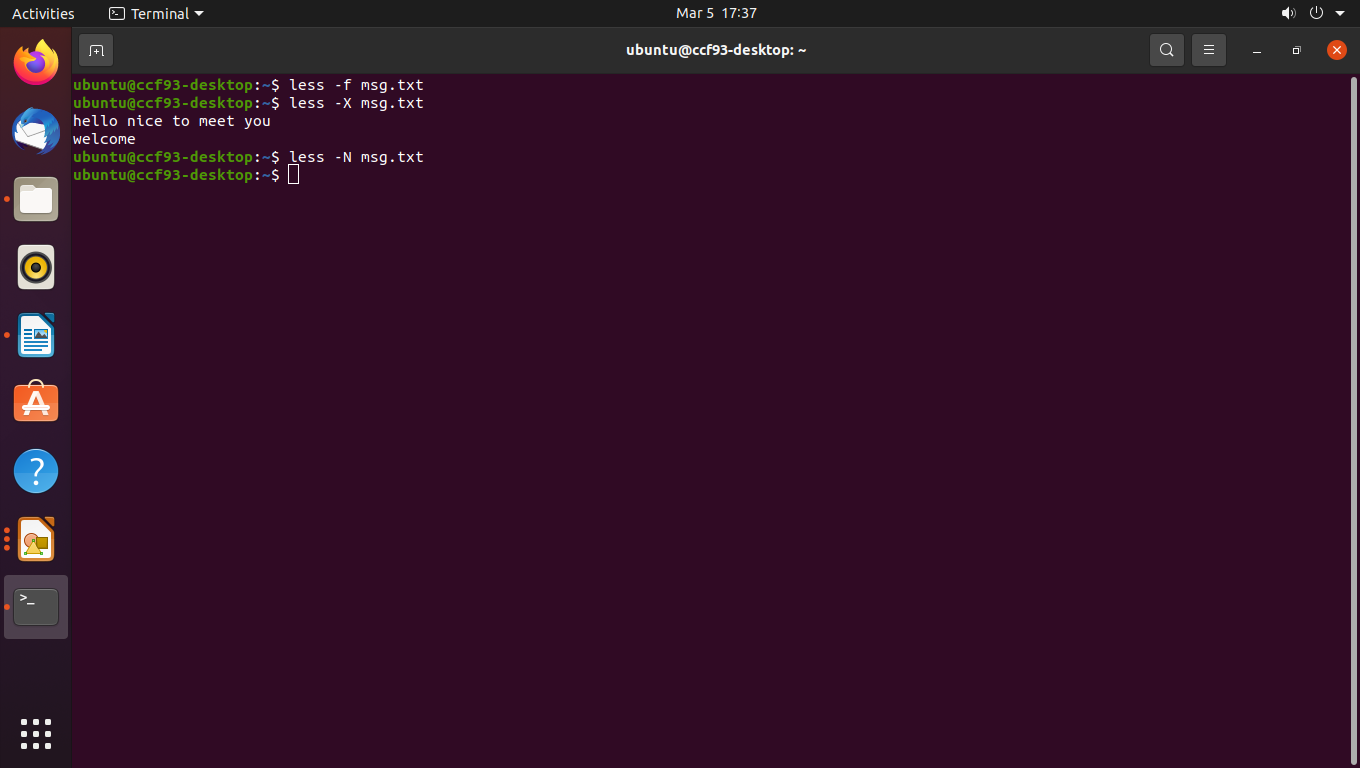 Activities Terminal Mar 5 17:37
ubuntu@ccf93-desktop: ~
ubuntu@ccf93-desktop:~$ less -f msg.txt
ubuntu@ccf93-desktop:~$ less -X msg.txt
hello nice to meet you
welcome
ubuntu@ccf93-desktop:~$ less -N msg.txt
ubuntu@ccf93-desktop:~$